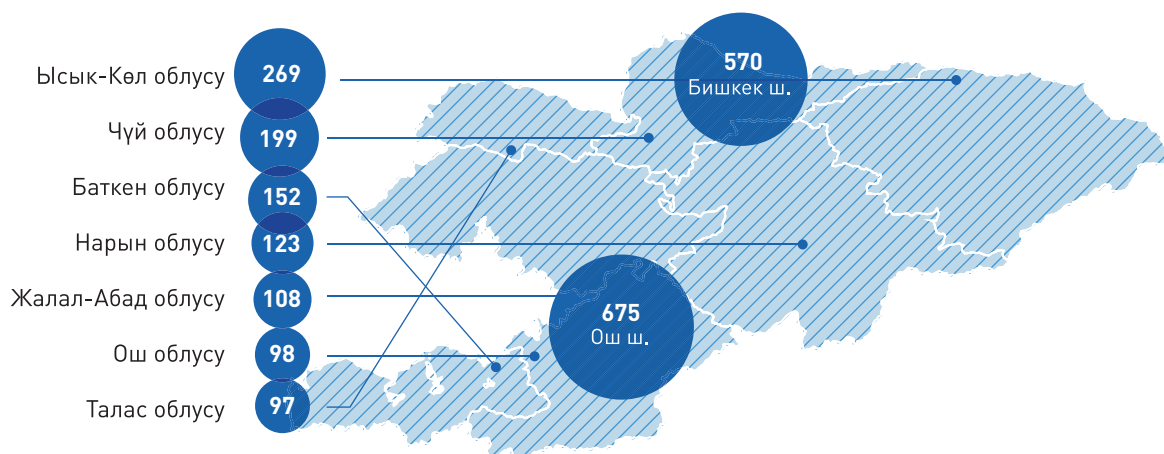 Ысык-Көл облусу 269
Чүй облусу 199
Баткен облусу 152
Нарын облусу 123
Жалал-Абад облусу 108
Ош облусу 98
Талас облусу 97
570
Бишкек ш.
675
Ош ш.